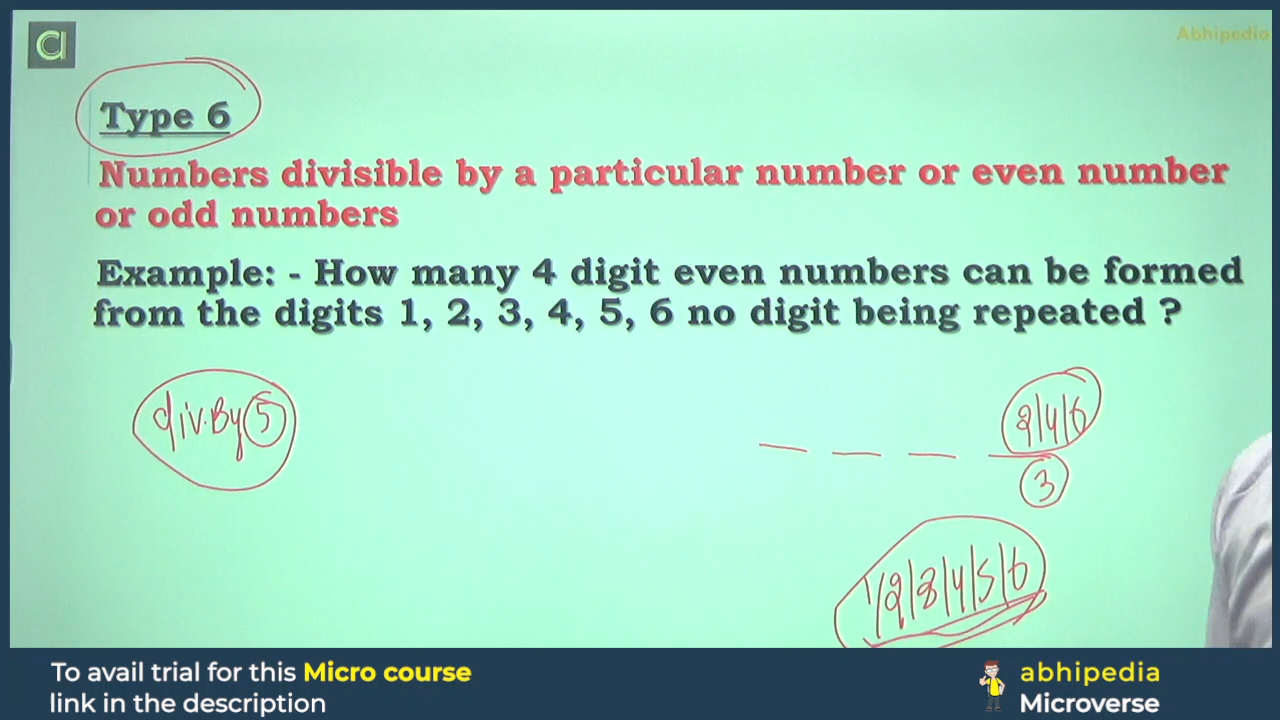 a
Abhipedia
Type 6
Numbers divisible by a particular number or even number
or odd numbers
Example: - How many 4 digit even numbers can be formed
from the digits 1, 2, 3, 4, 5, 6 no digit being repeated ?
div. By 5
2/4/6
3
1/2/3/4/5/6
To avail trial for this Micro course
link in the description
abhipedia
Microverse